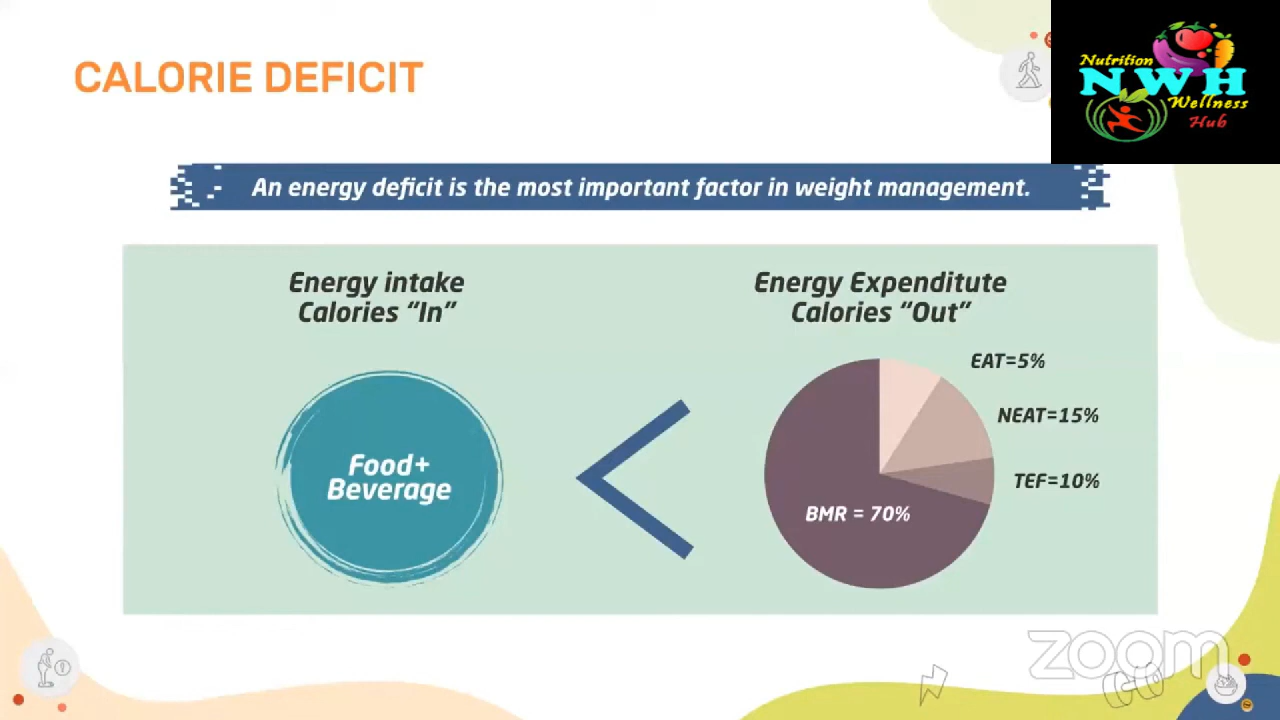 CALORIE DEFICIT
Nutrition
NWH
Wellness
Hub
An energy deficit is the most important factor in weight management.
Energy intake
Calories “In”
Food+
Beverage
Energy Expenditute
Calories “Out”
EAT=5%
NEAT=15%
TEF=10%
BMR = 70%
zoom